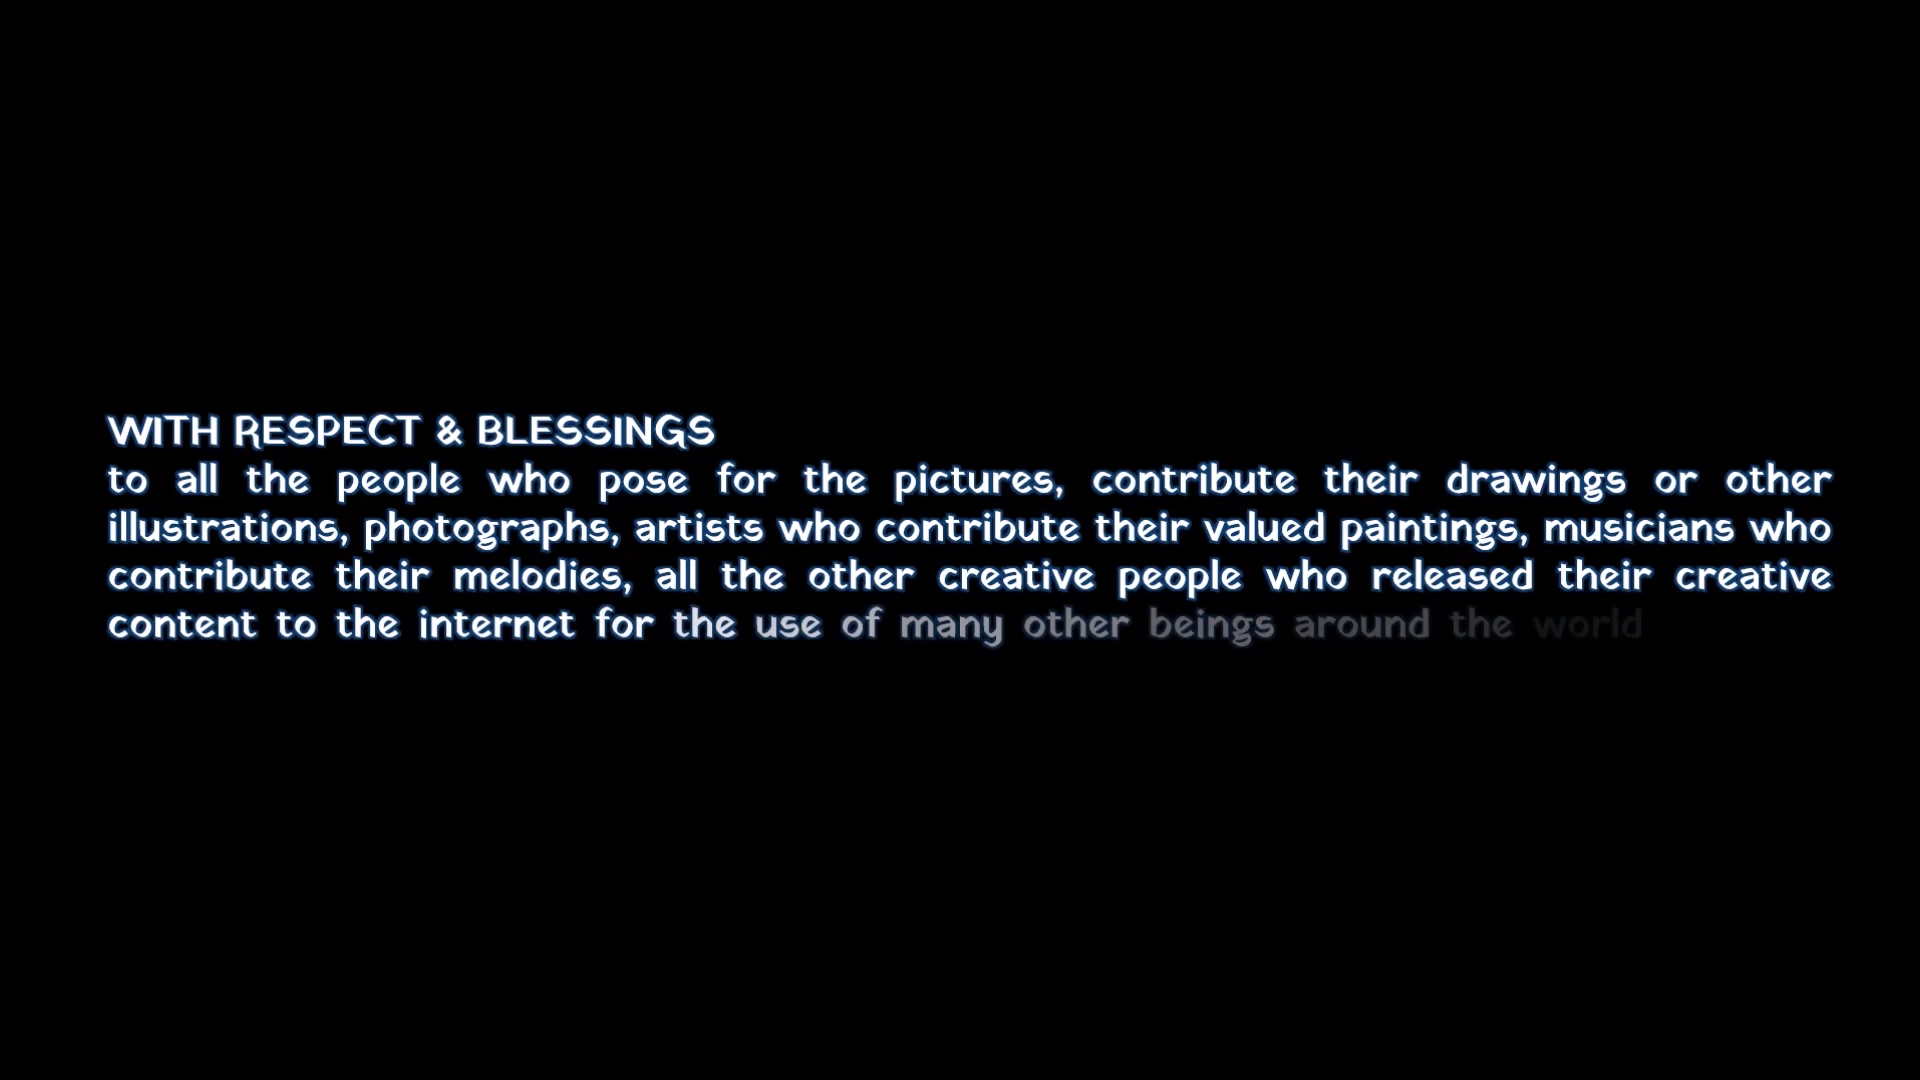 WITH RESPECT & BLESSINGS
to all the people who pose for the pictures, contribute their drawings or other
illustrations, photographs, artists who contribute their valued paintings, musicians who
contribute their melodies, all the other creative people who released their creative
content to the internet for the use of many other beings around the world